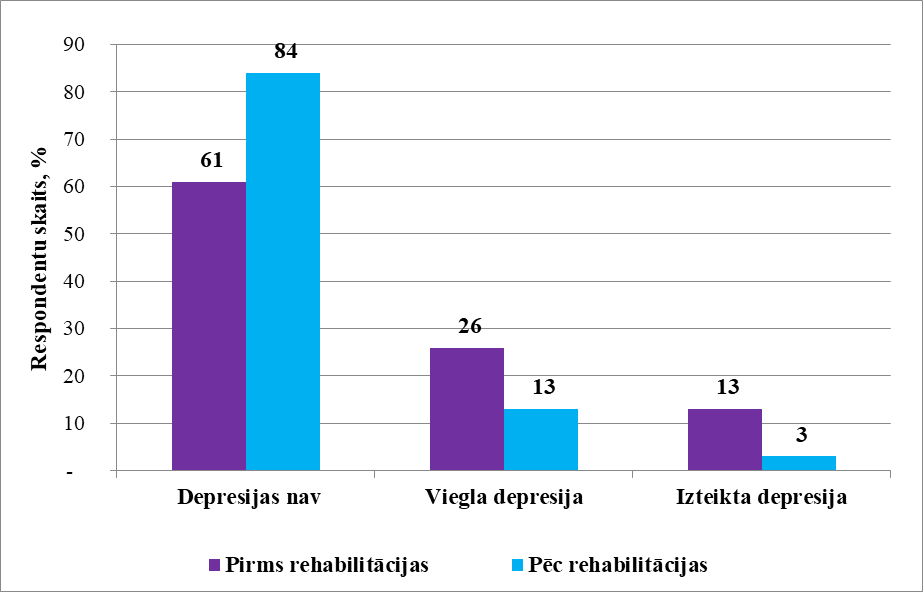 Respondentu skaits, %
90
80
70
60
50
40
30
20
10
-
61
84
26
13
13
3
Depresijas nav
Viegla depresija
Izteikta depresija
Pirms rehabilitācijas
Pēc rehabilitācijas